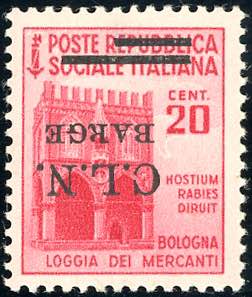 POSTE REPUBBLICA
SOCIALE ITALIANA
CENT.
20
C.L.N.
BARGE
HOSTIUM
RABIES
DIRUIT
BOLOGNA
LOGGIA DEI MERCANTI